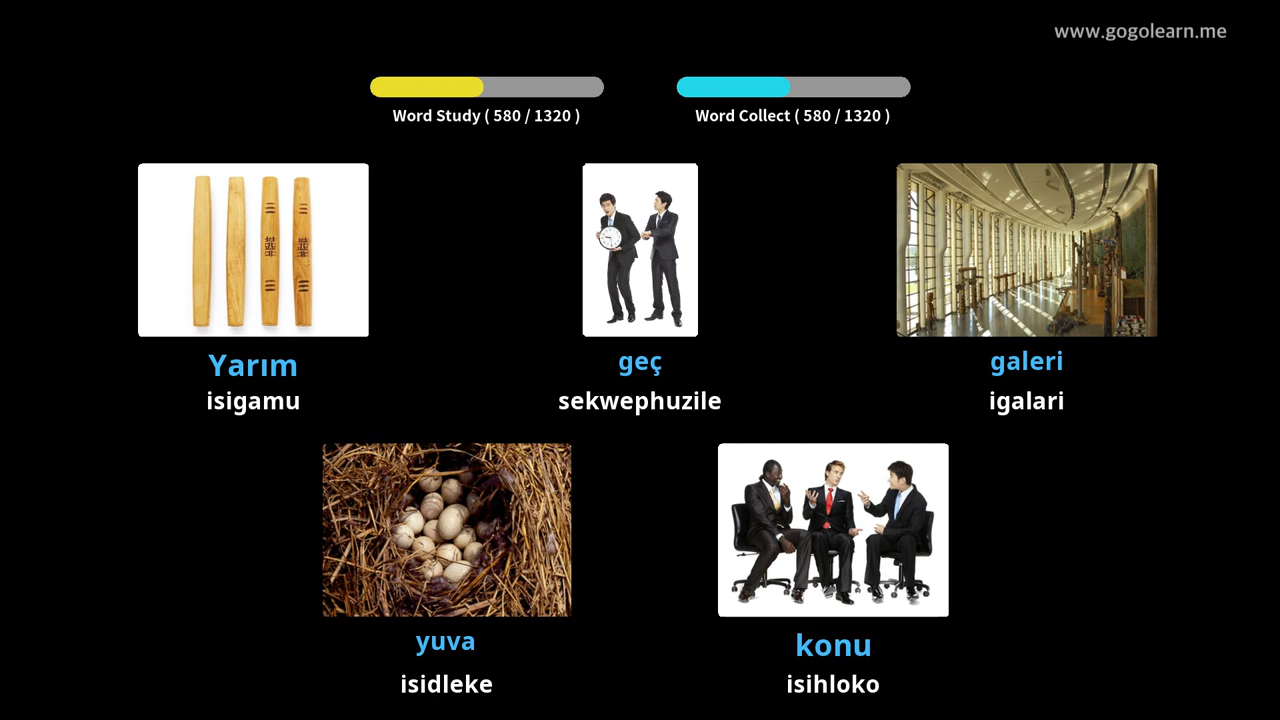 www.gogolearn.me
Word Study ( 580 / 1320 )
Word Collect ( 580 / 1320 )
Yarım
isigamu
geç
sekwephuzile
galeri
igalari
yuva
isidleke
konu
isihloko